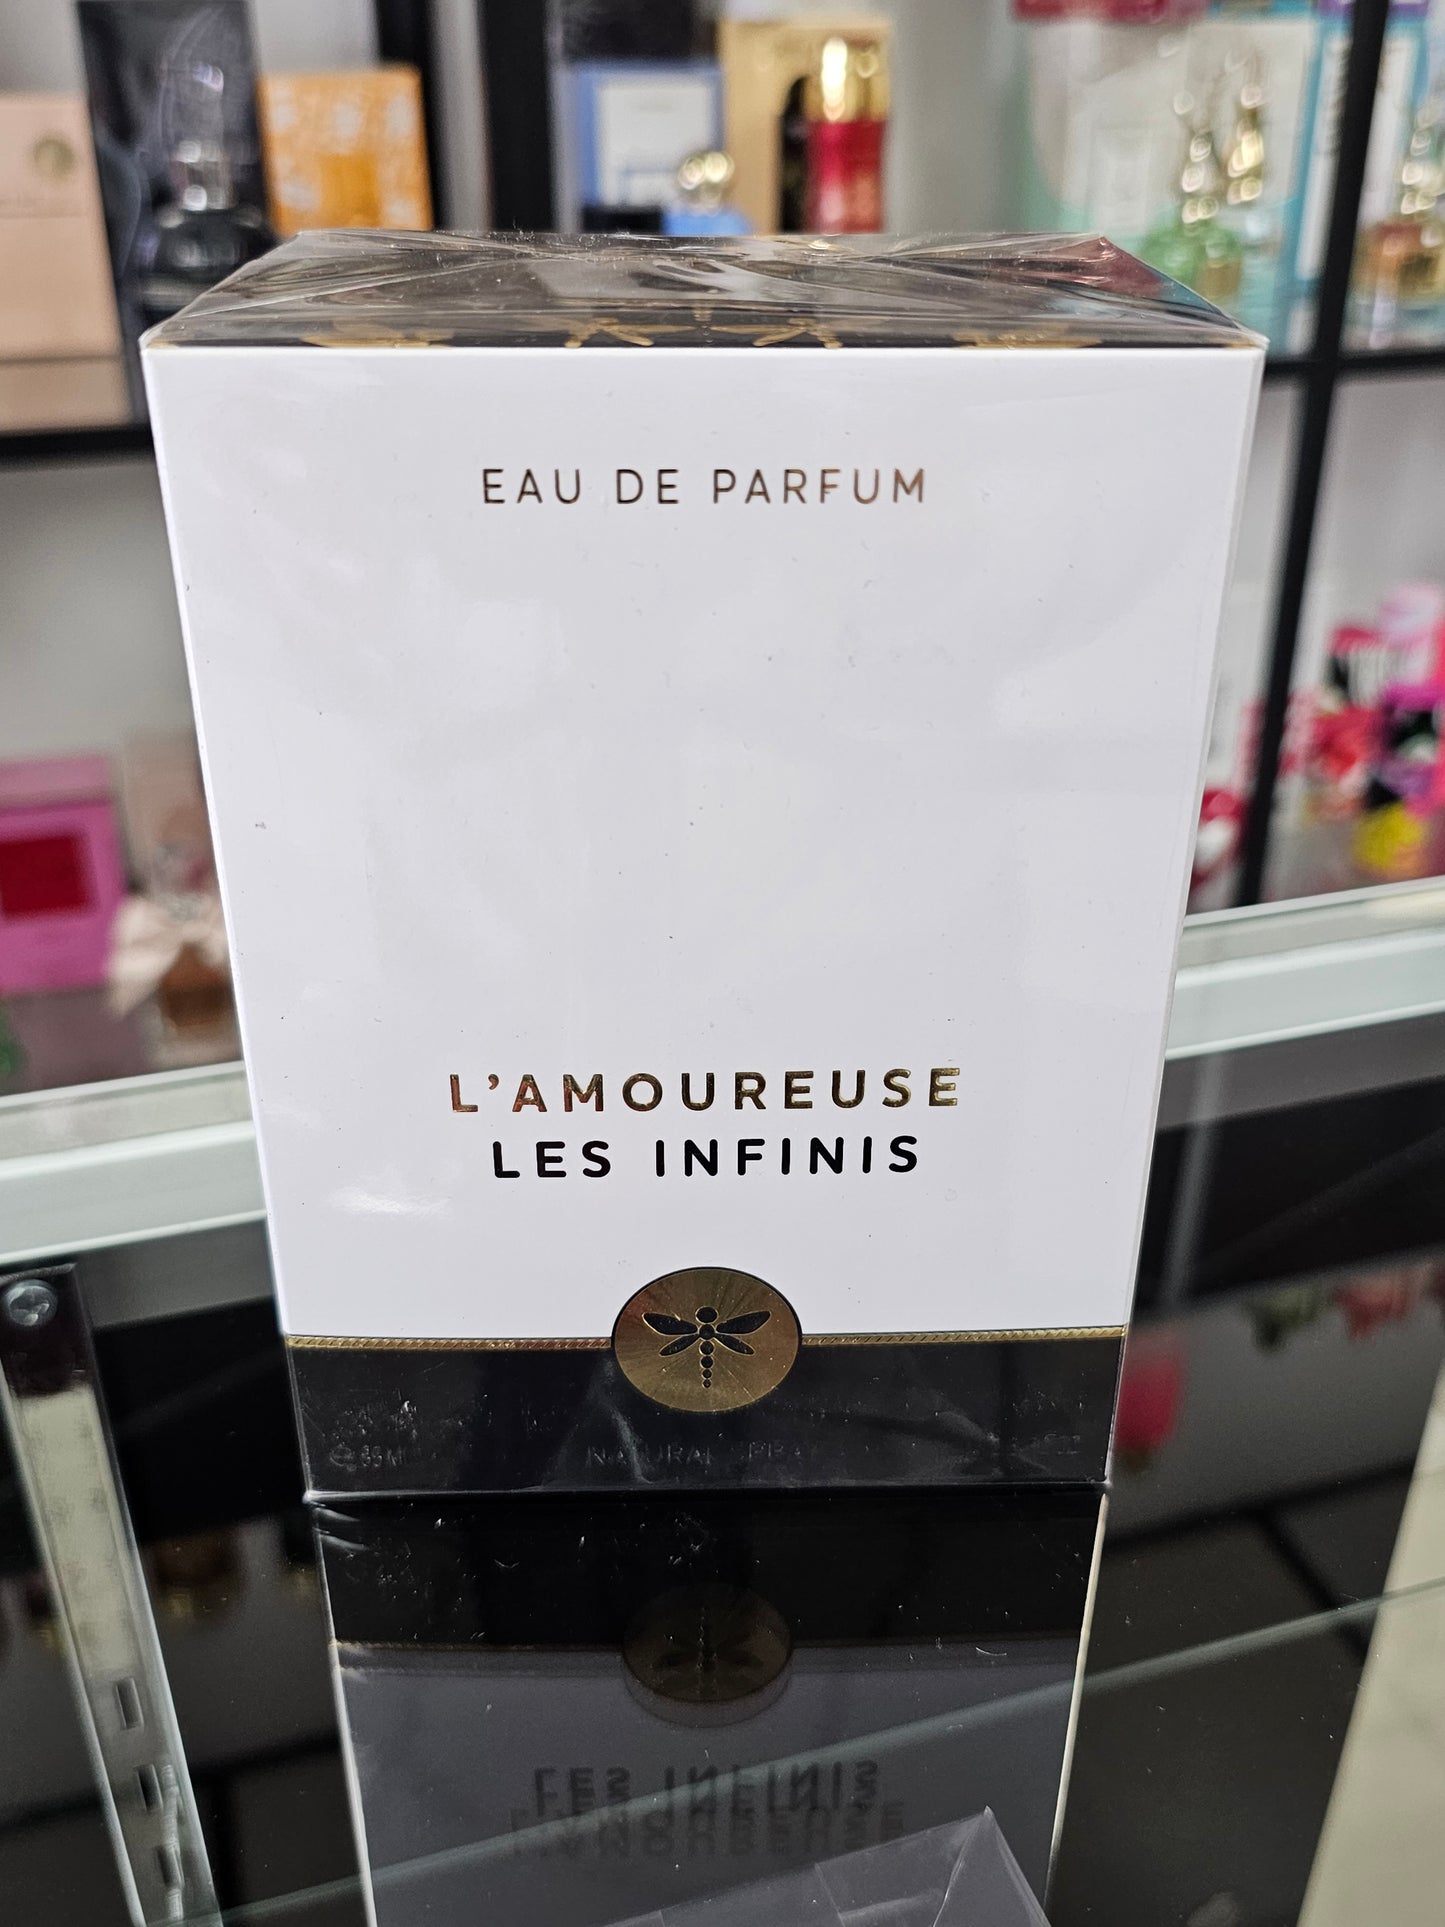 EAU DE PARFUM
L'AMOUREUSE
LES INFINIS
NATURAL SPRAY